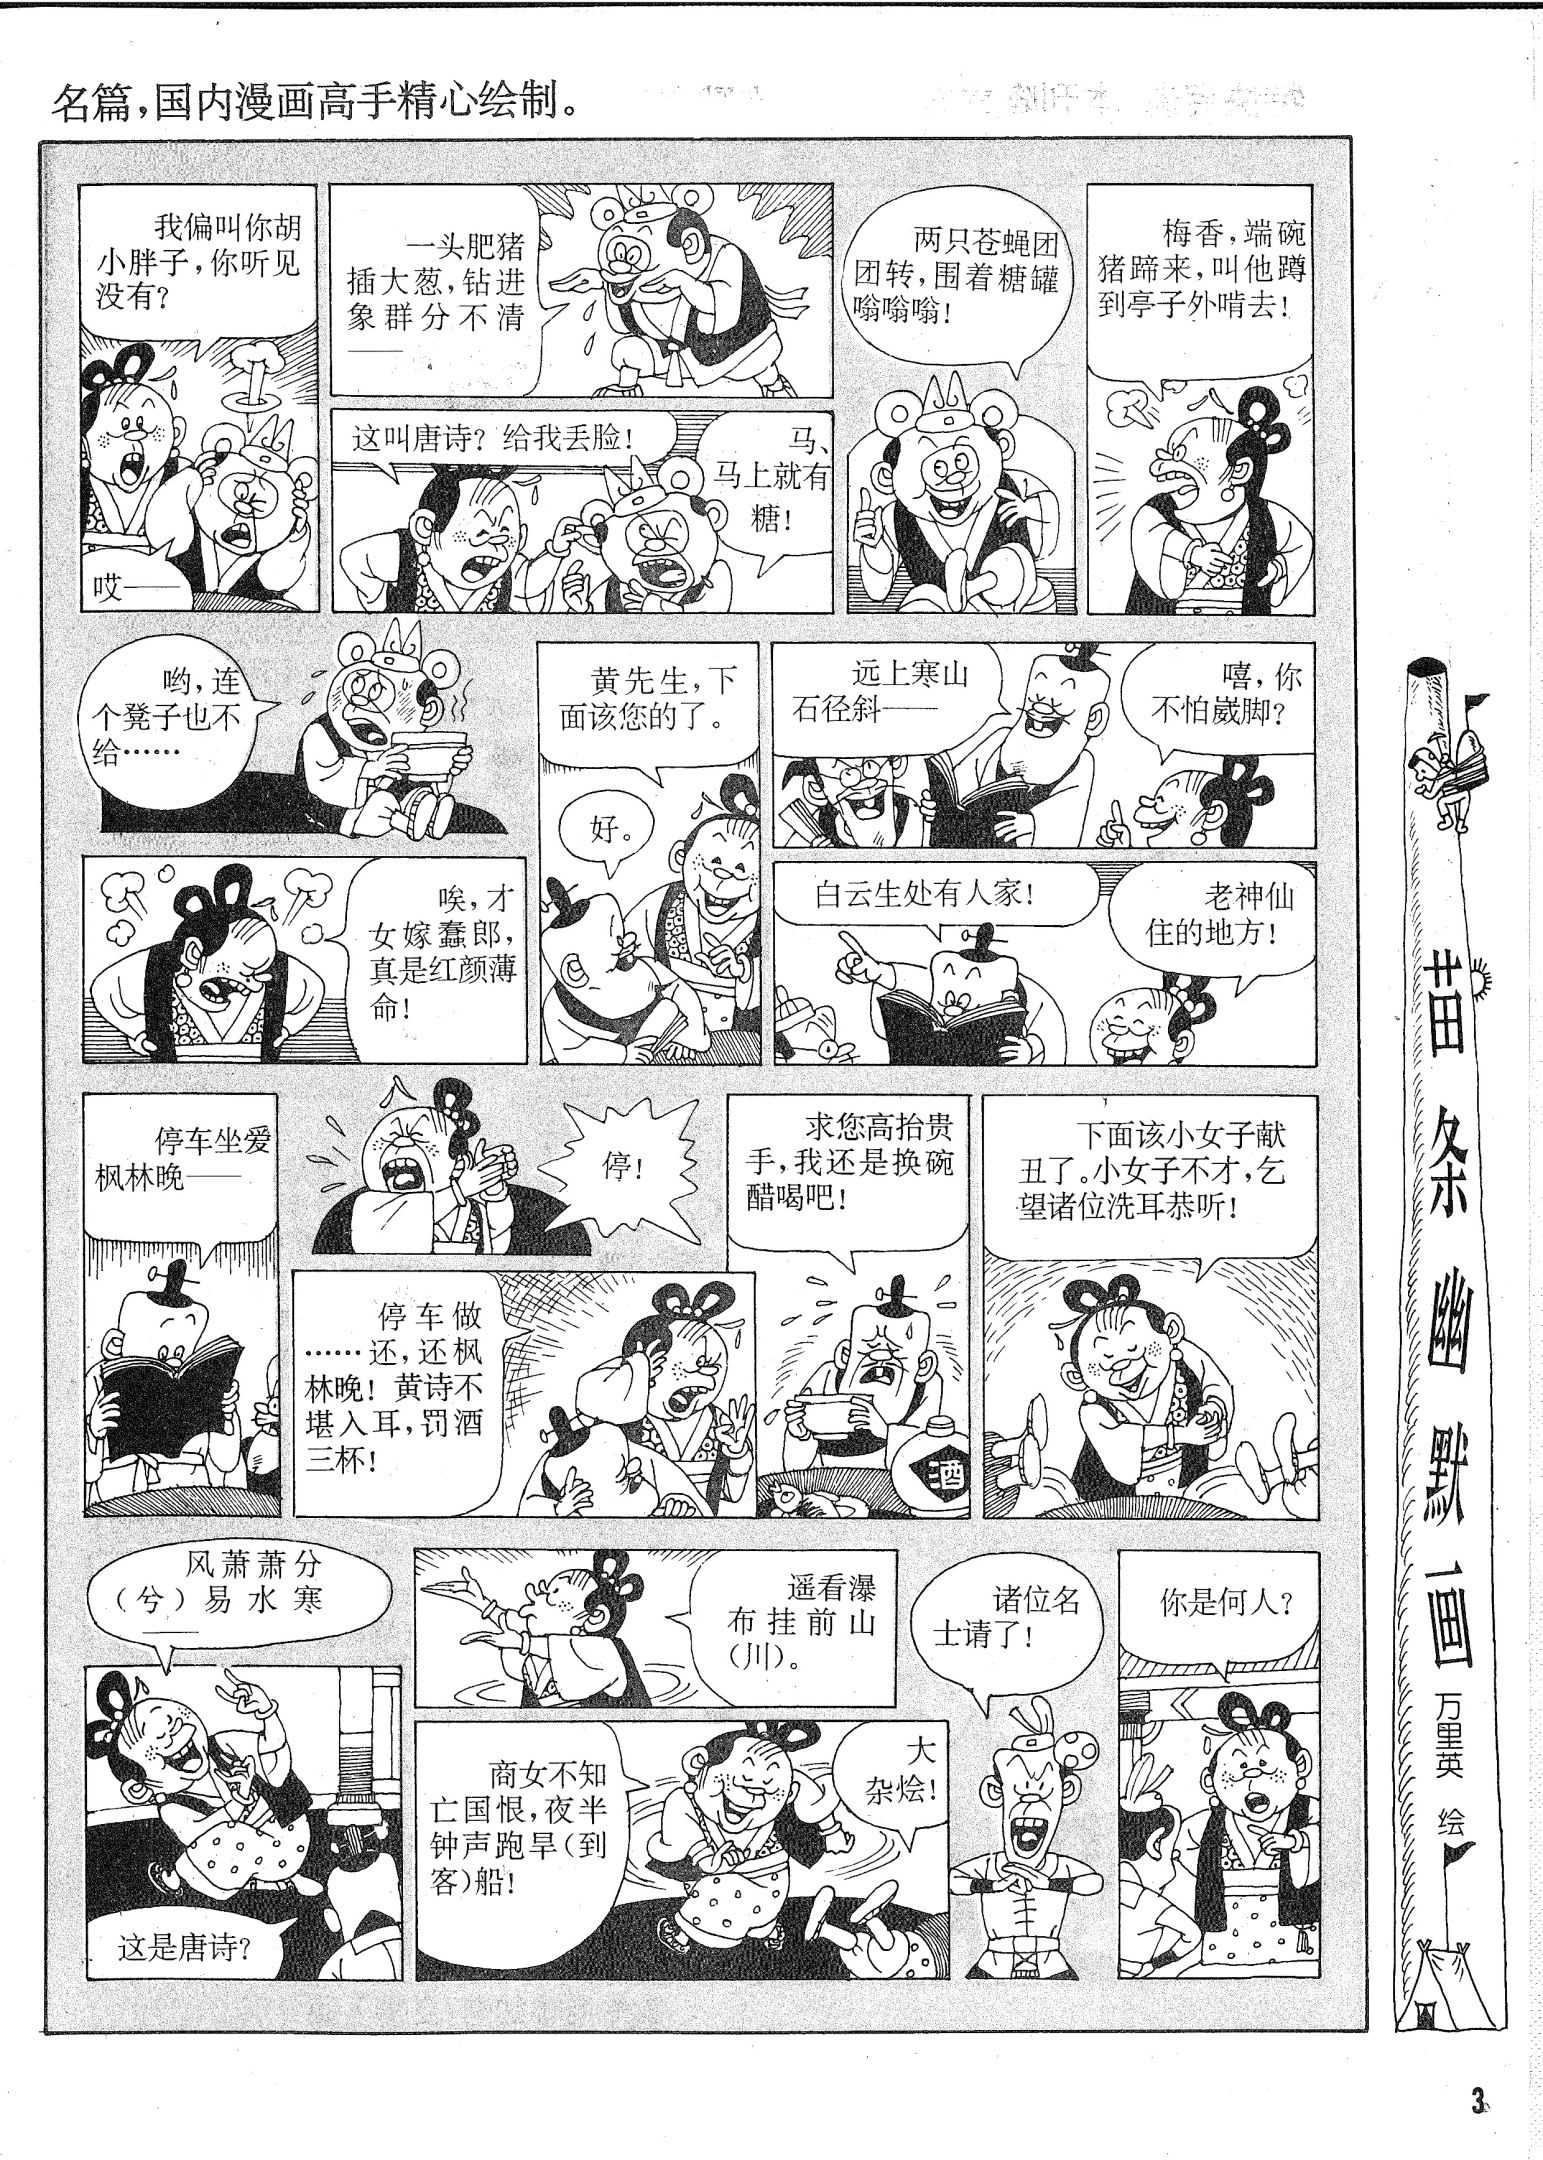 名篇，国内漫画高手精心绘制。
我偏叫你胡
小胖子，你听见
没有？
哎——
一头肥猪
插大葱，钻进
象群分不清
——
这叫唐诗？给我丢脸！
马、
马上就有
糖！
两只苍蝇团
团转，围着糖罐
嗡嗡嗡！
梅香，端碗
猪蹄来，叫他蹲
到亭子外啃去！
哟，连
个凳子也不
给……
唉，才
女嫁蠢郎，
真是红颜薄
命！
黄先生，下
面该您的了。
好。
远上寒山
石径斜——
嘻，你
不怕崴脚？
白云生处有人家！
老神仙
住的地方！
停车坐爱
枫林晚——
停！
停车做
……还，还枫
林晚！黄诗不
堪入耳，罚酒
三杯！
求您高抬贵
手，我还是换碗
醋喝吧！
酒
下面该小女子献
丑了。小女子不才，乞
望诸位洗耳恭听！
风萧萧分
（兮）易水寒
——
这是唐诗？
遥看瀑
布挂前山
（川）。
商女不知
亡国恨，夜半
钟声跑旱（到
客）船！
大
杂烩！
诸位名
士请了！
你是何人？
苗条幽默画
万里英 绘
3